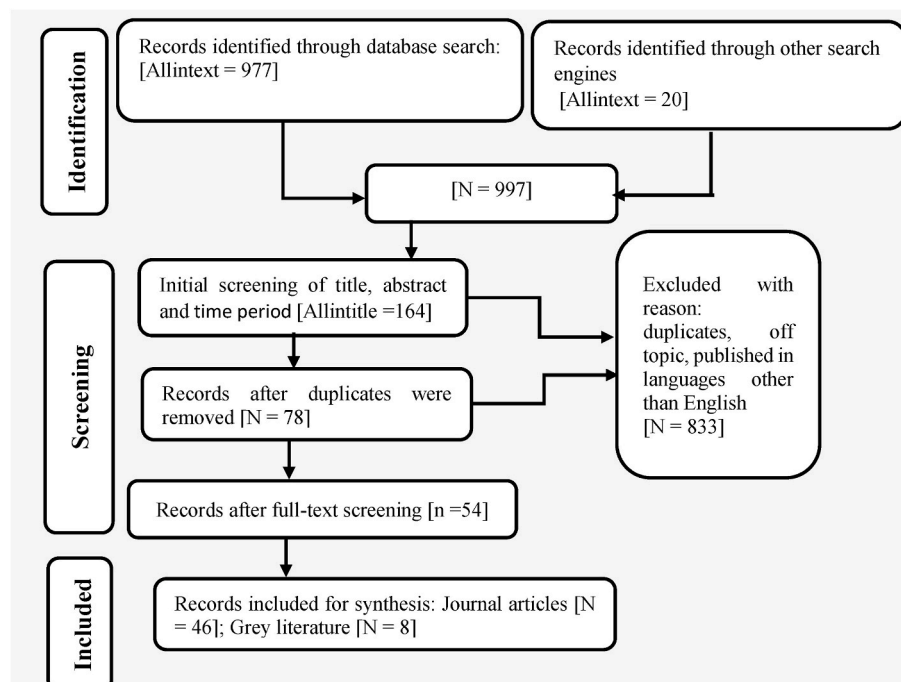 Identification
Records identified through database search:
[Allintext = 977]
Records identified through other search
engines
[Allintext = 20]
[N = 997]
Screening
Initial screening of title, abstract
and time period [Allintitle =164]
Excluded with
reason:
duplicates, off
topic, published in
languages other
than English
[N = 833]
Records after duplicates were
removed [N = 78]
Records after full-text screening [n =54]
Included
Records included for synthesis: Journal articles [N
= 46]; Grey literature [N = 8]